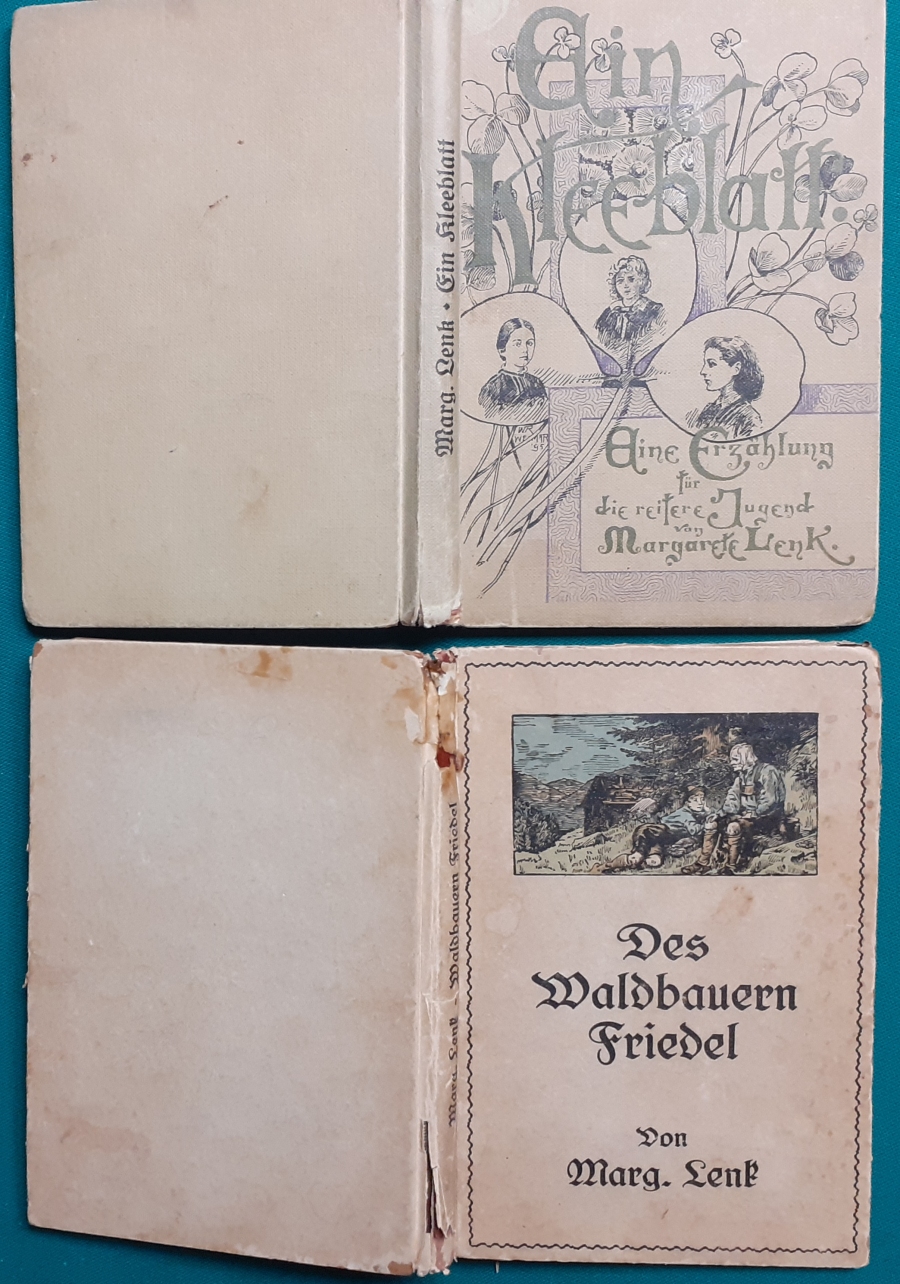 Marg. Lenk • Ein Kleeblatt
Ein
Kleeblatt.
Eine Erzählung
für
die reifere Jugend
von
Margarete Lenk.
Marg. Lenk - Waldbauern Friedel
Des
Waldbauern
Friedel
Von
Marg. Lenk